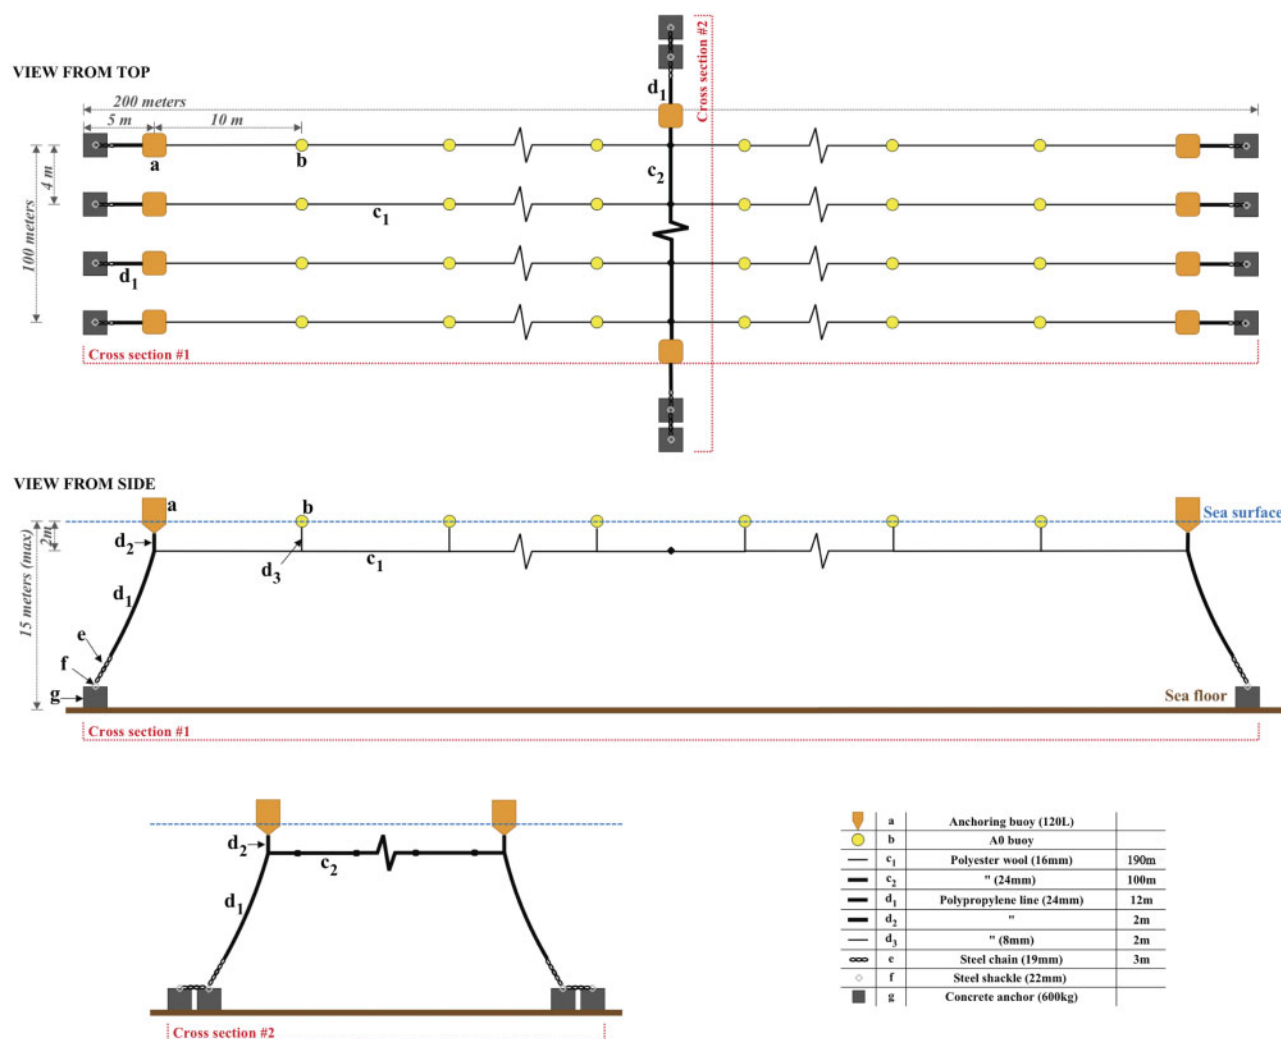 VIEW FROM TOP
200 meters
5 m
10 m
a
b
4 m
100 meters
c1
d1
d1
c2
Cross section #2
Cross section #1
VIEW FROM SIDE
a
b
Sea surface
2m
d2
d3
c1
15 meters (max)
d1
e
f
g
Sea floor
Cross section #1
d2
c2
d1
Cross section #2
a Anchoring buoy (120L)
b A0 buoy
c1 Polyester wool (16mm) 190m
c2 " (24mm) 100m
d1 Polypropylene line (24mm) 12m
d2 " 2m
d3 " (8mm) 2m
e Steel chain (19mm) 3m
f Steel shackle (22mm)
g Concrete anchor (600kg)